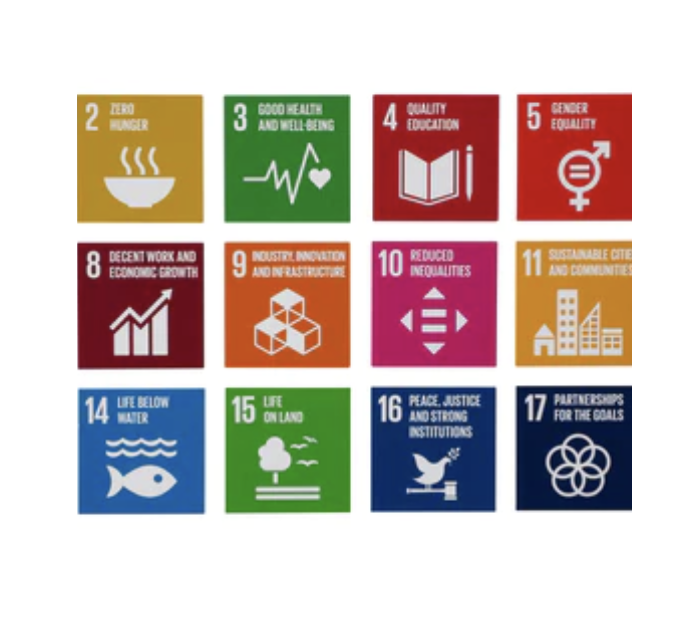 2 ZERO
HUNGER
3 GOOD HEALTH
AND WELL-BEING
4 QUALITY
EDUCATION
5 GENDER
EQUALITY
8 DECENT WORK AND
ECONOMIC GROWTH
9 INDUSTRY, INNOVATION
AND INFRASTRUCTURE
10 REDUCED
INEQUALITIES
11 SUSTAINABLE CITIE
AND COMMUNITIES
14 LIFE BELOW
WATER
15 LIFE
ON LAND
16 PEACE, JUSTICE
AND STRONG
INSTITUTIONS
17 PARTNERSHIPS
FOR THE GOALS